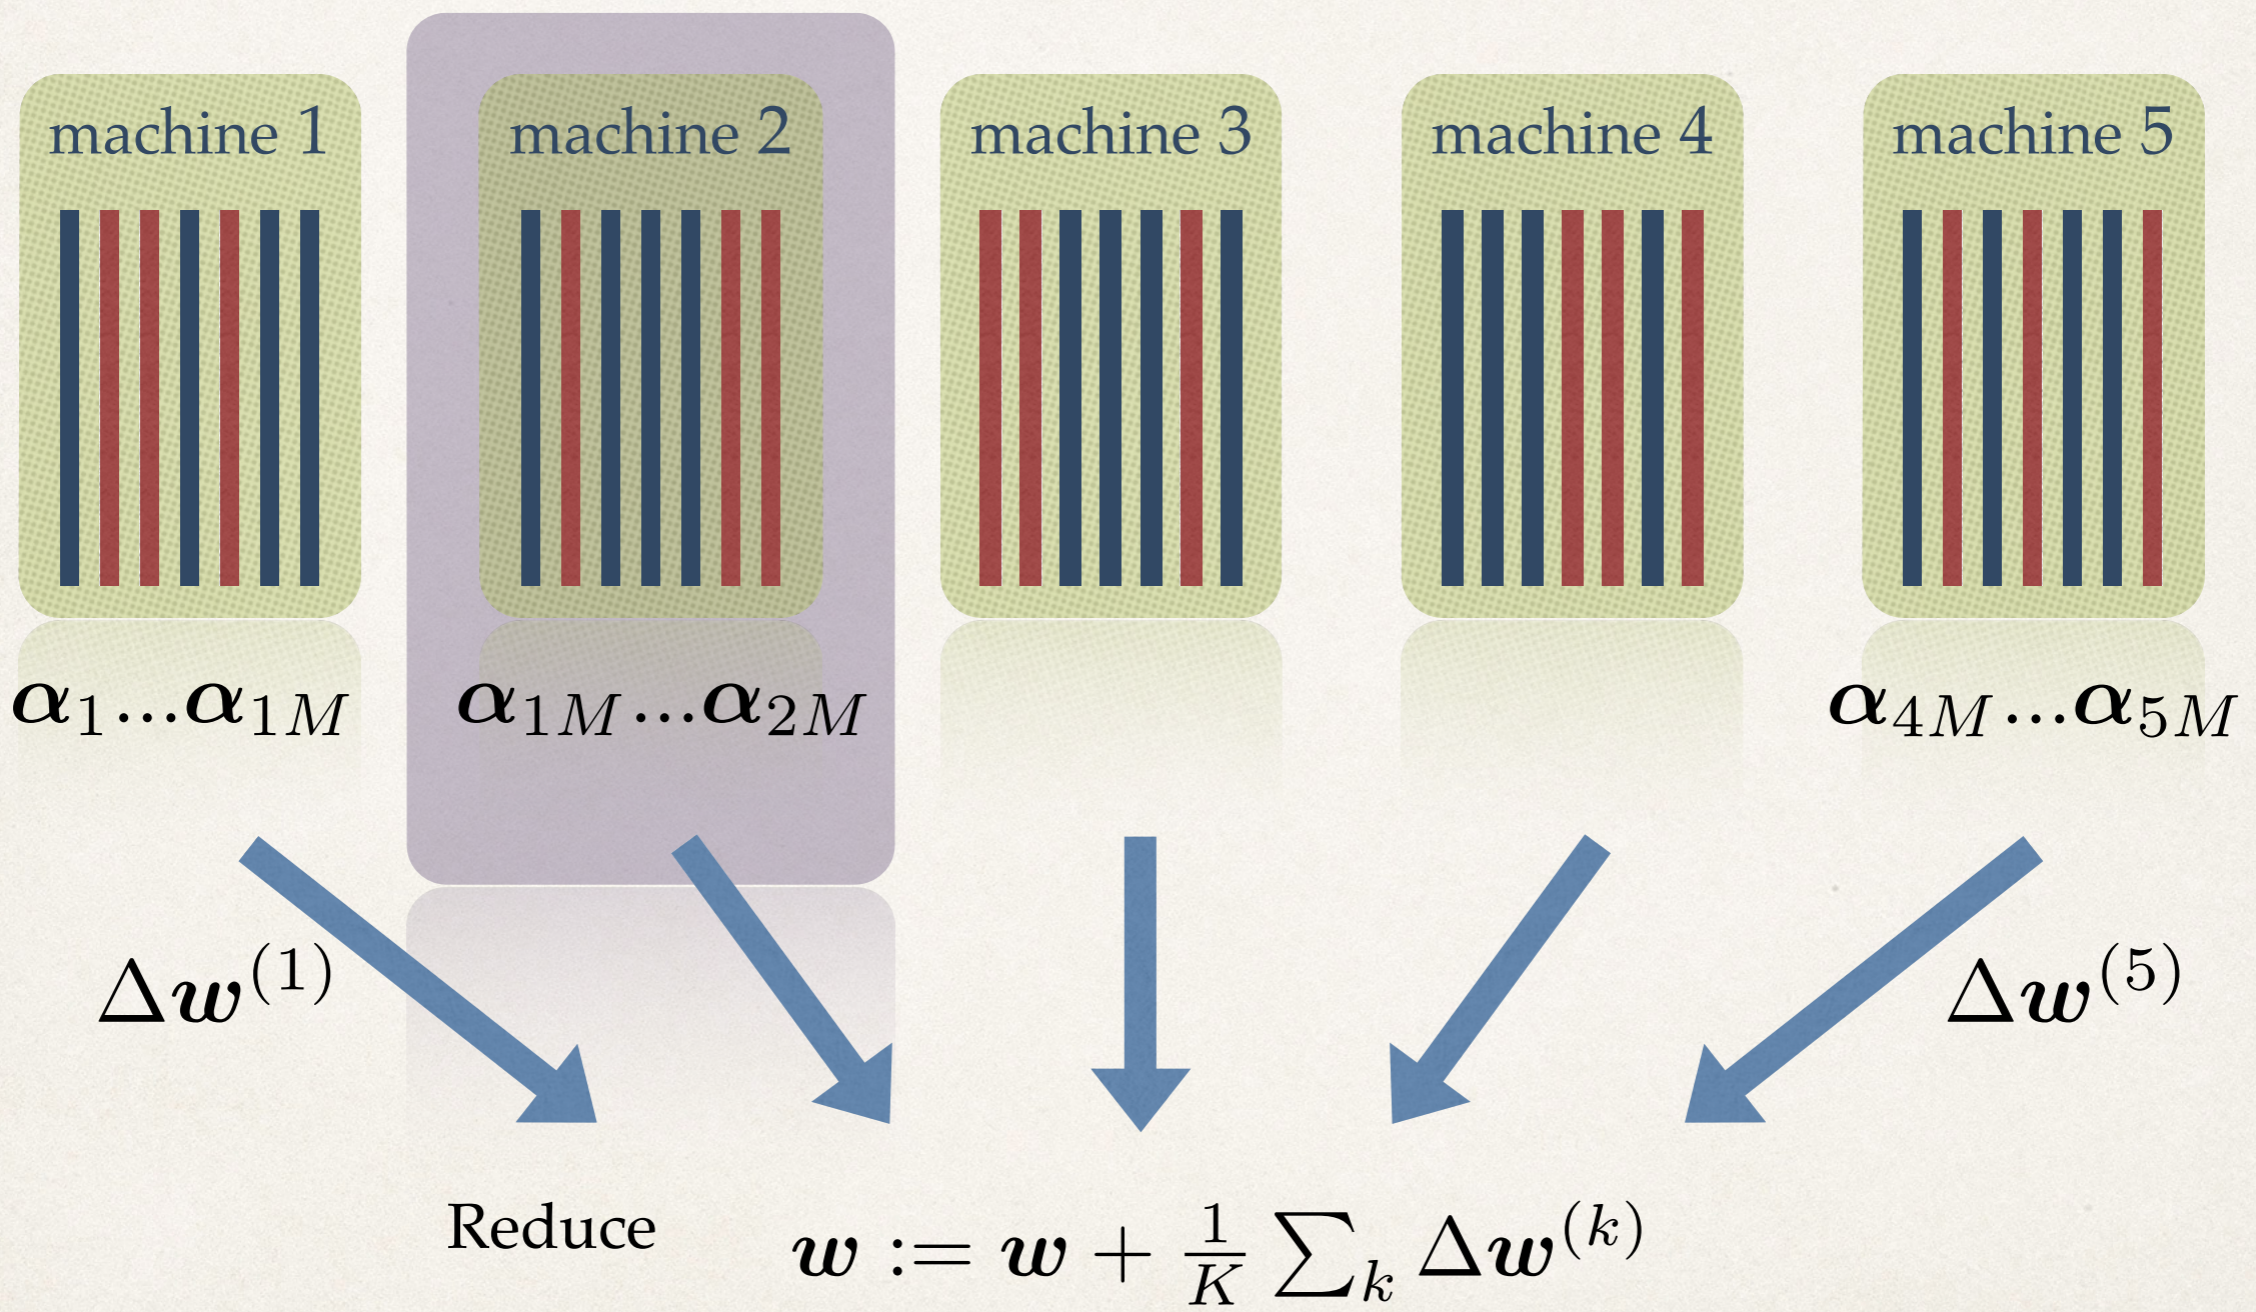 machine 1 machine 2 machine 3 machine 4 machine 5
α₁...α₁M α₁M...α₂M α₄M...α₅M
Δw⁽¹⁾ Δw⁽⁵⁾
Reduce w := w + 1/K ∑ₖ Δw⁽ᵏ⁾